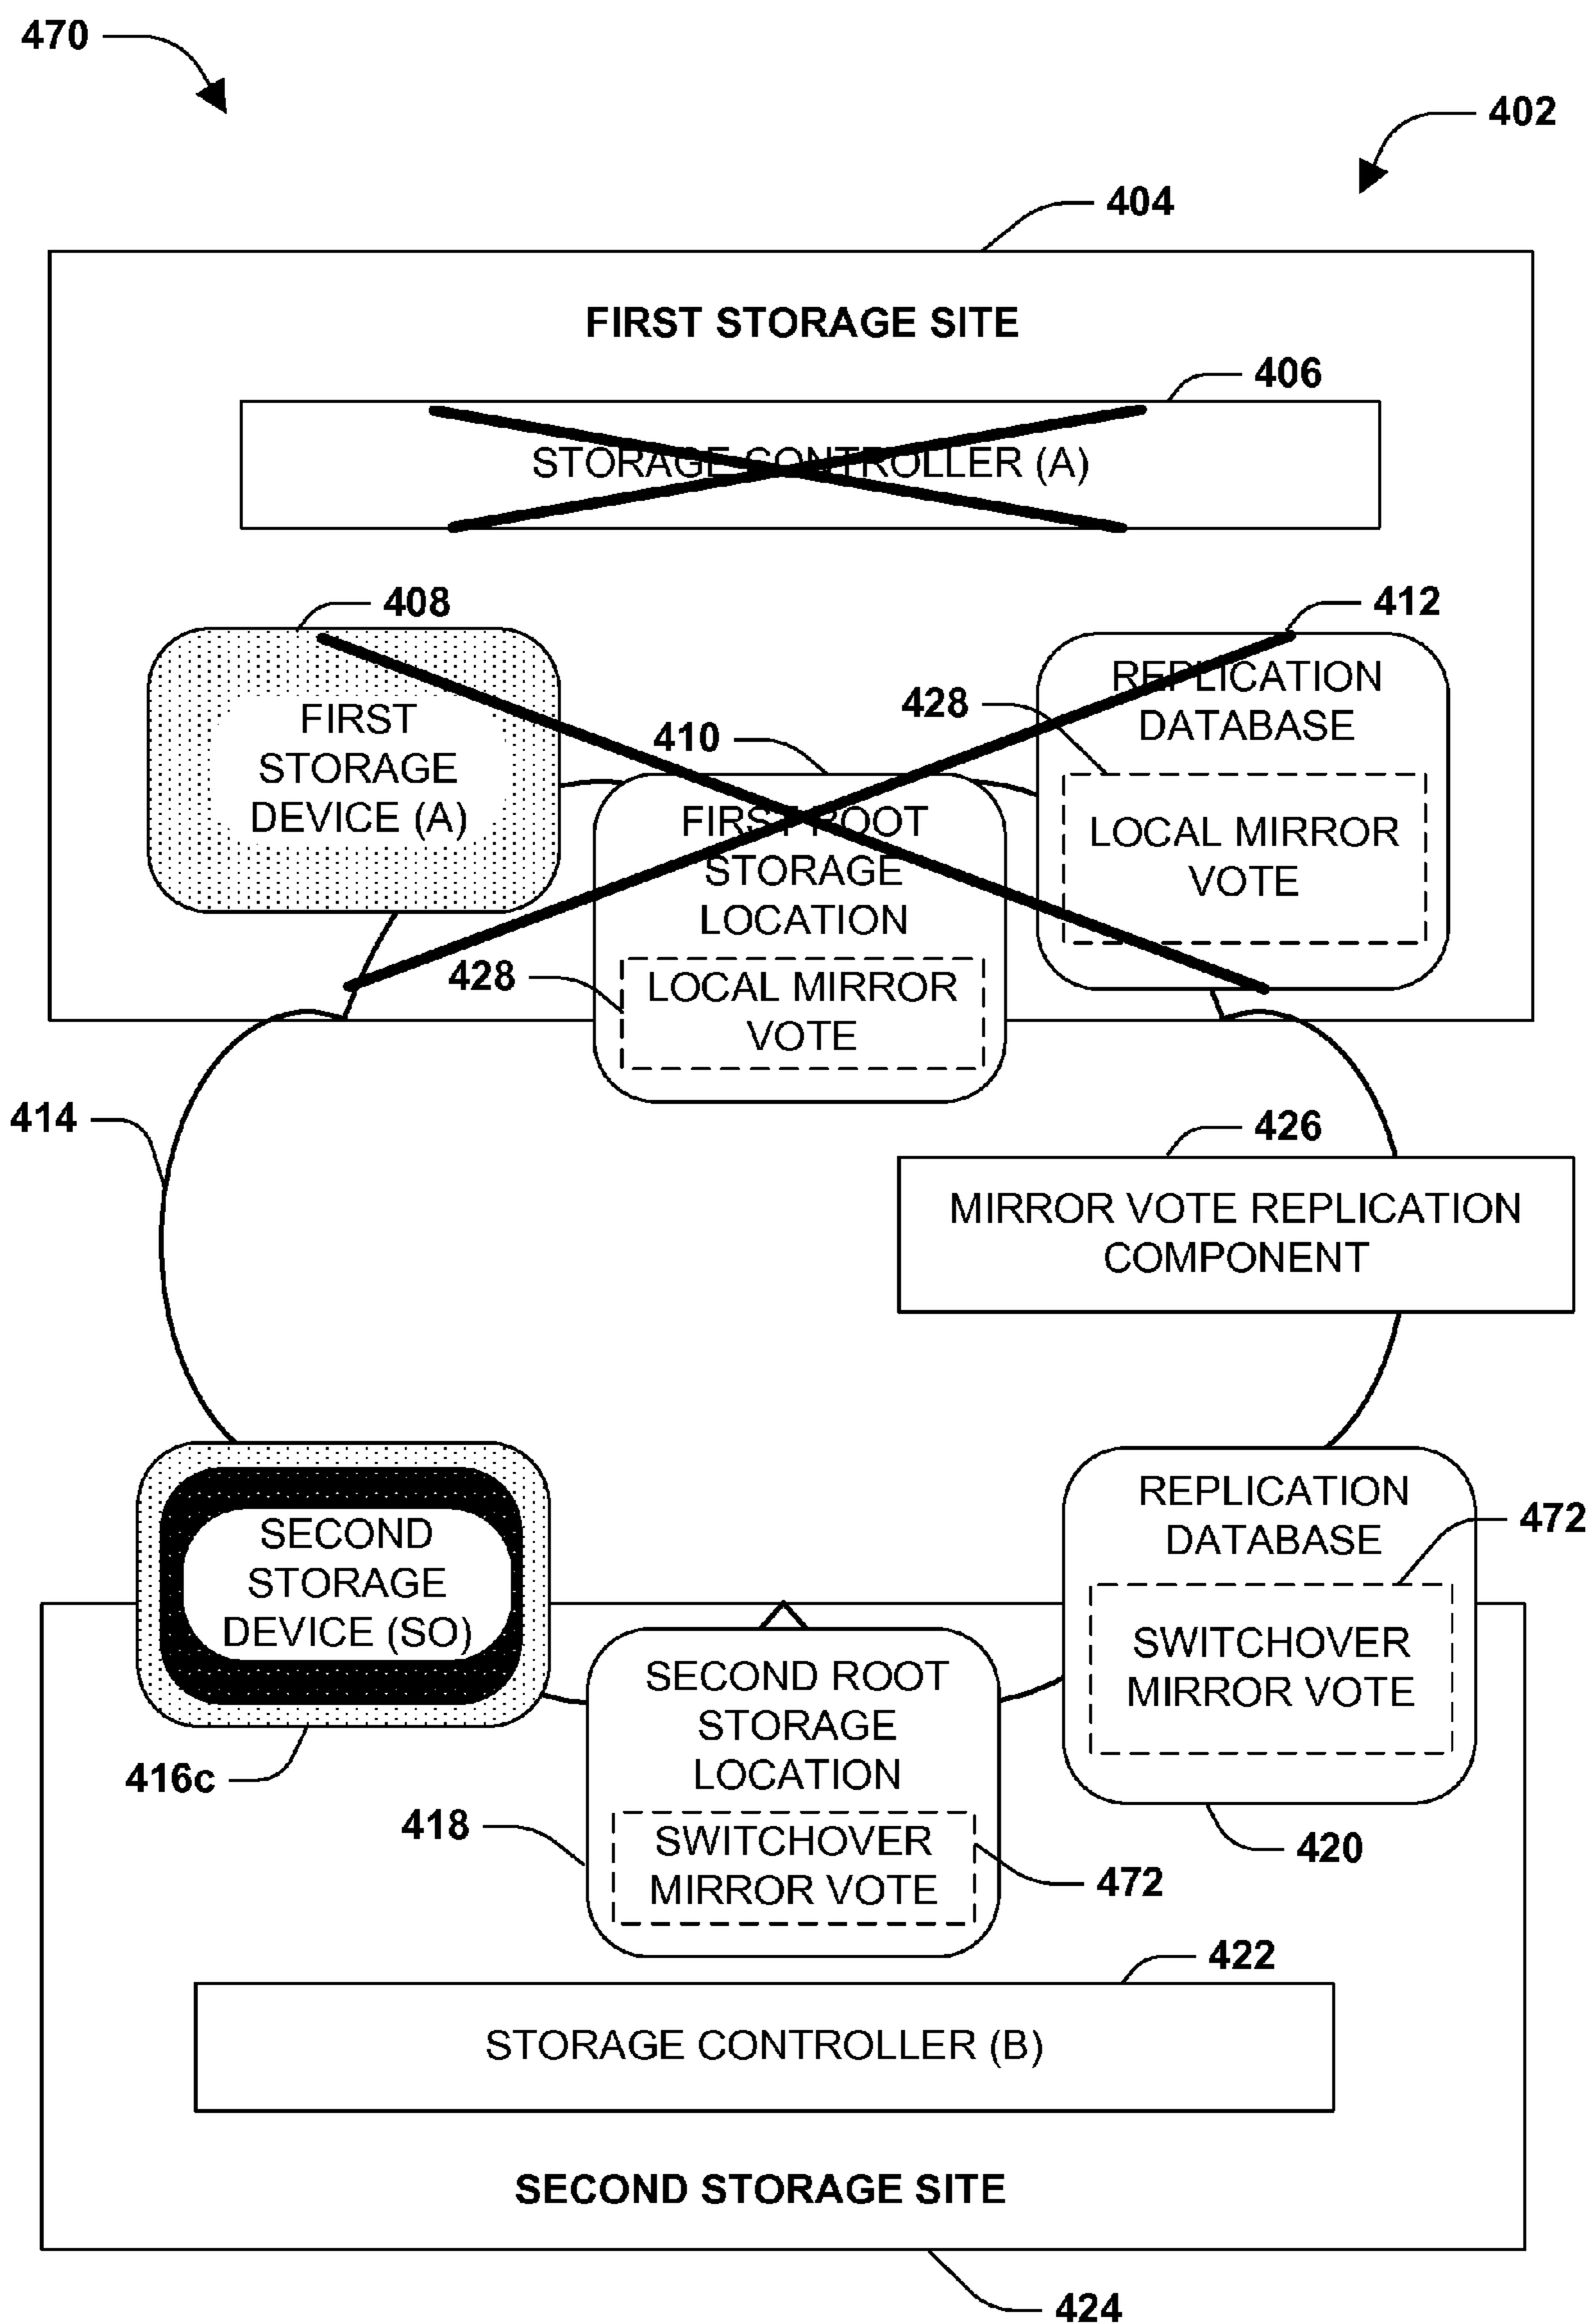 470
402
404
FIRST STORAGE SITE
406
STORAGE CONTROLLER (A)
408
412
FIRST
STORAGE
DEVICE (A)
410
FIRST ROOT
STORAGE
LOCATION
428
LOCAL MIRROR
VOTE
REPLICATION
DATABASE
428
LOCAL MIRROR
VOTE
414
426
MIRROR VOTE REPLICATION
COMPONENT
SECOND
STORAGE
DEVICE (SO)
416c
REPLICATION
DATABASE
472
SWITCHOVER
MIRROR VOTE
420
SECOND ROOT
STORAGE
LOCATION
418
SWITCHOVER
MIRROR VOTE
472
422
STORAGE CONTROLLER (B)
SECOND STORAGE SITE
424